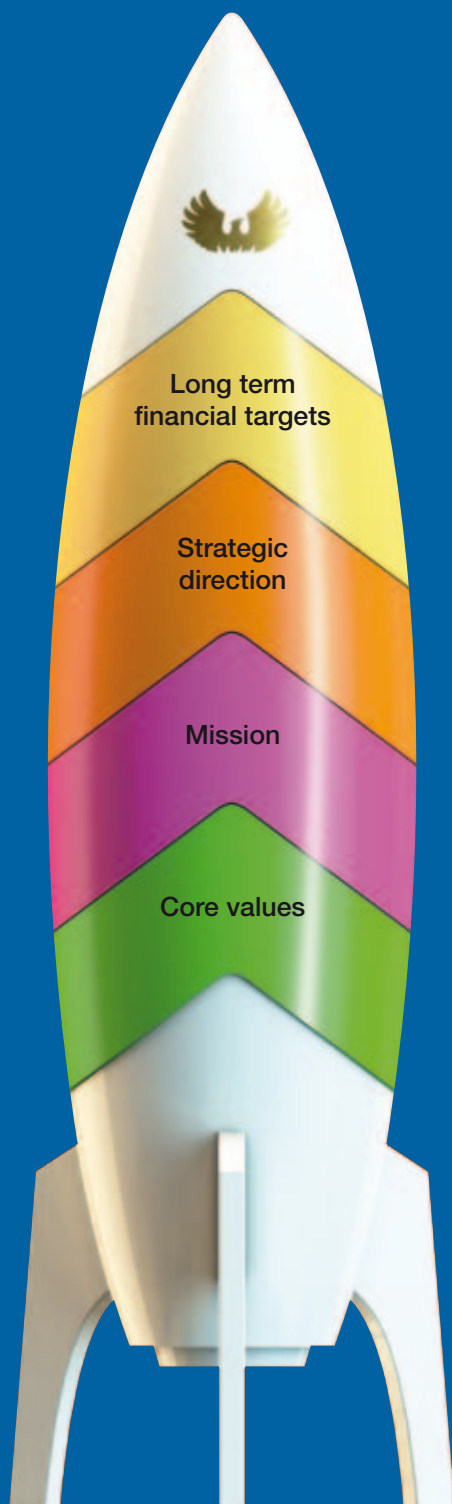 Long term
financial targets
Strategic
direction
Mission
Core values